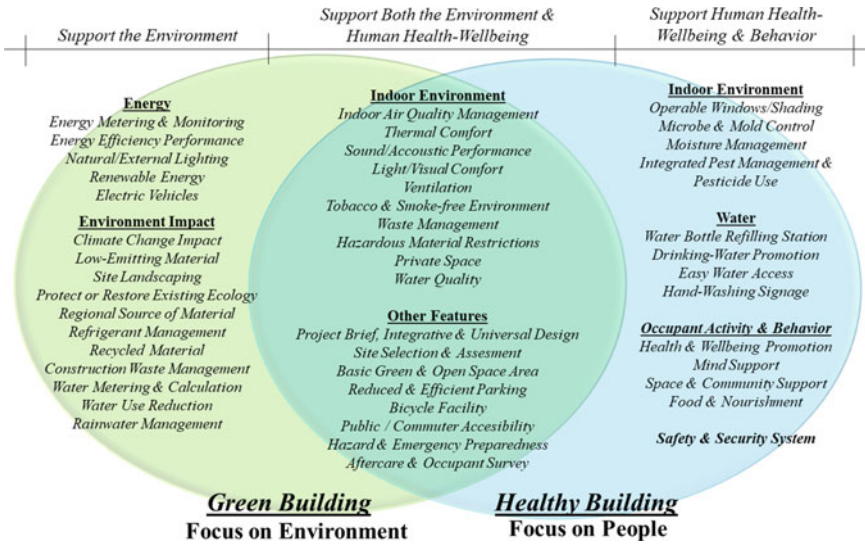 Support the Environment
Support Both the Environment &
Human Health-Wellbeing
Support Human Health-
Wellbeing & Behavior
Energy
Energy Metering & Monitoring
Energy Efficiency Performance
Natural/External Lighting
Renewable Energy
Electric Vehicles
Environment Impact
Climate Change Impact
Low-Emitting Material
Site Landscaping
Protect or Restore Existing Ecology
Regional Source of Material
Refrigerant Management
Recycled Material
Construction Waste Management
Water Metering & Calculation
Water Use Reduction
Rainwater Management
Indoor Environment
Indoor Air Quality Management
Thermal Comfort
Sound/Accoustic Performance
Light/Visual Comfort
Ventilation
Tobacco & Smoke-free Environment
Waste Management
Hazardous Material Restrictions
Private Space
Water Quality
Other Features
Project Brief, Integrative & Universal Design
Site Selection & Assesment
Basic Green & Open Space Area
Reduced & Efficient Parking
Bicycle Facility
Public / Commuter Accesibility
Hazard & Emergency Preparedness
Aftercare & Occupant Survey
Indoor Environment
Operable Windows/Shading
Microbe & Mold Control
Moisture Management
Integrated Pest Management &
Pesticide Use
Water
Water Bottle Refilling Station
Drinking-Water Promotion
Easy Water Access
Hand-Washing Signage
Occupant Activity & Behavior
Health & Wellbeing Promotion
Mind Support
Space & Community Support
Food & Nourishment
Safety & Security System
Green Building
Focus on Environment
Healthy Building
Focus on People